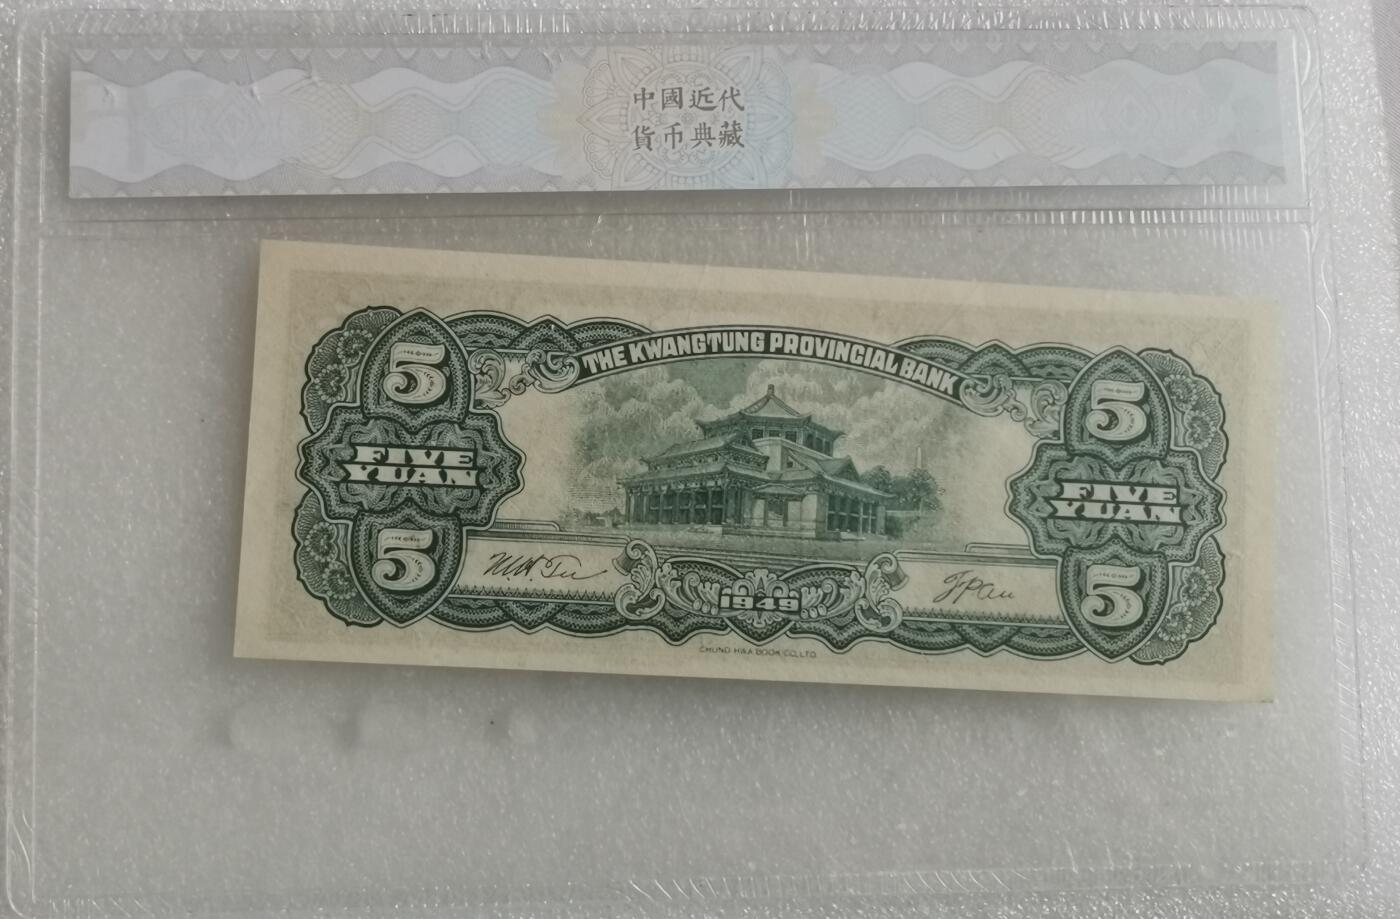 中國近代
貨币典藏
THE KWANGTUNG PROVINCIAL BANK
5
5
FIVE
YUAN
FIVE
YUAN
5
5
1949
CHUNG HWA BOOK CO., LTD.